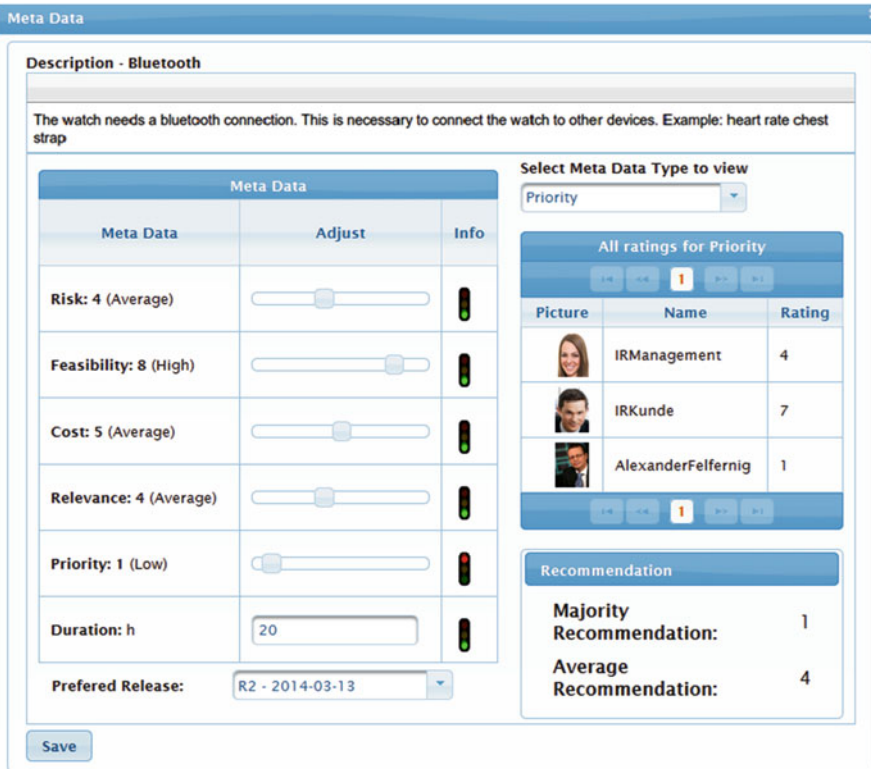 Meta Data
Description - Bluetooth
The watch needs a bluetooth connection. This is necessary to connect the watch to other devices. Example: heart rate chest
strap
Meta Data
Meta Data Adjust Info
Risk: 4 (Average)
Feasibility: 8 (High)
Cost: 5 (Average)
Relevance: 4 (Average)
Priority: 1 (Low)
Duration: h 20
Prefered Release: R2 - 2014-03-13
Save
Select Meta Data Type to view
Priority
All ratings for Priority
1
Picture Name Rating
IRManagement 4
IRKunde 7
AlexanderFelfernig 1
1
Recommendation
Majority
Recommendation: 1
Average
Recommendation: 4